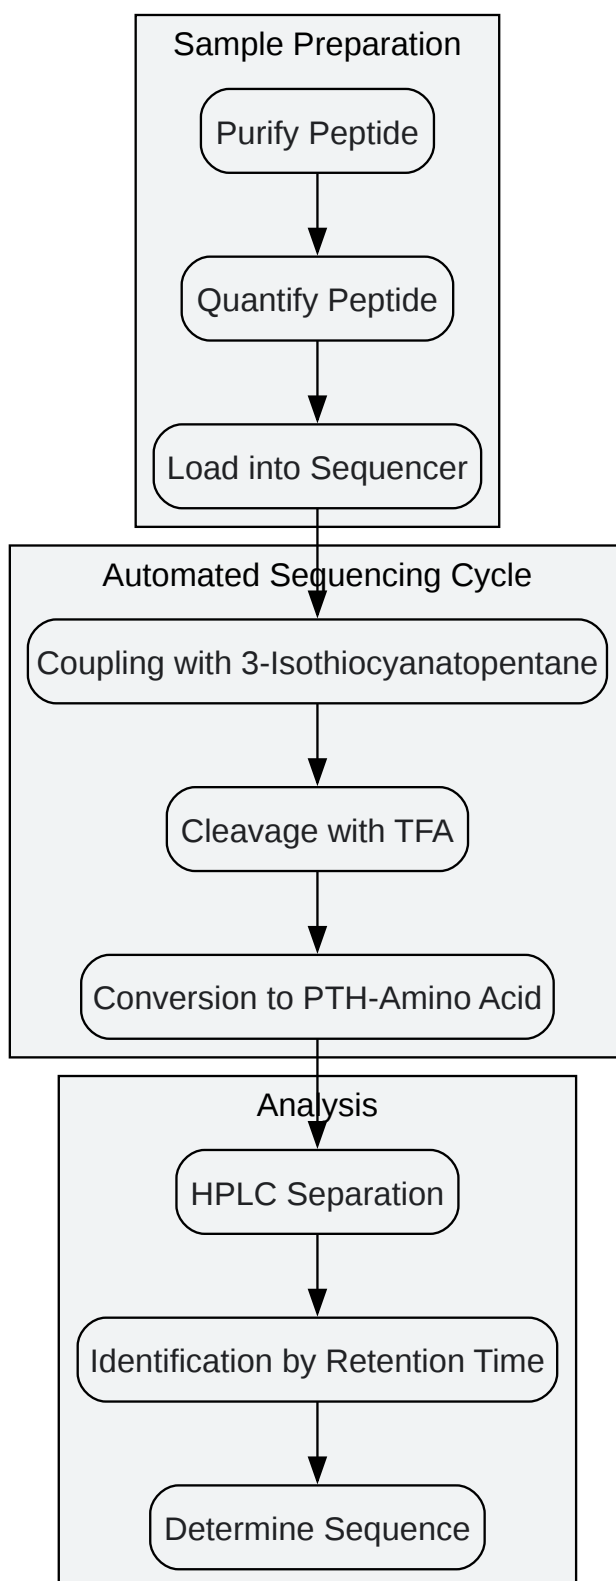 Sample Preparation
Purify Peptide
Quantify Peptide
Load into Sequencer
Automated Sequencing Cycle
Coupling with 3-Isothiocyanatopentane
Cleavage with TFA
Conversion to PTH-Amino Acid
Analysis
HPLC Separation
Identification by Retention Time
Determine Sequence